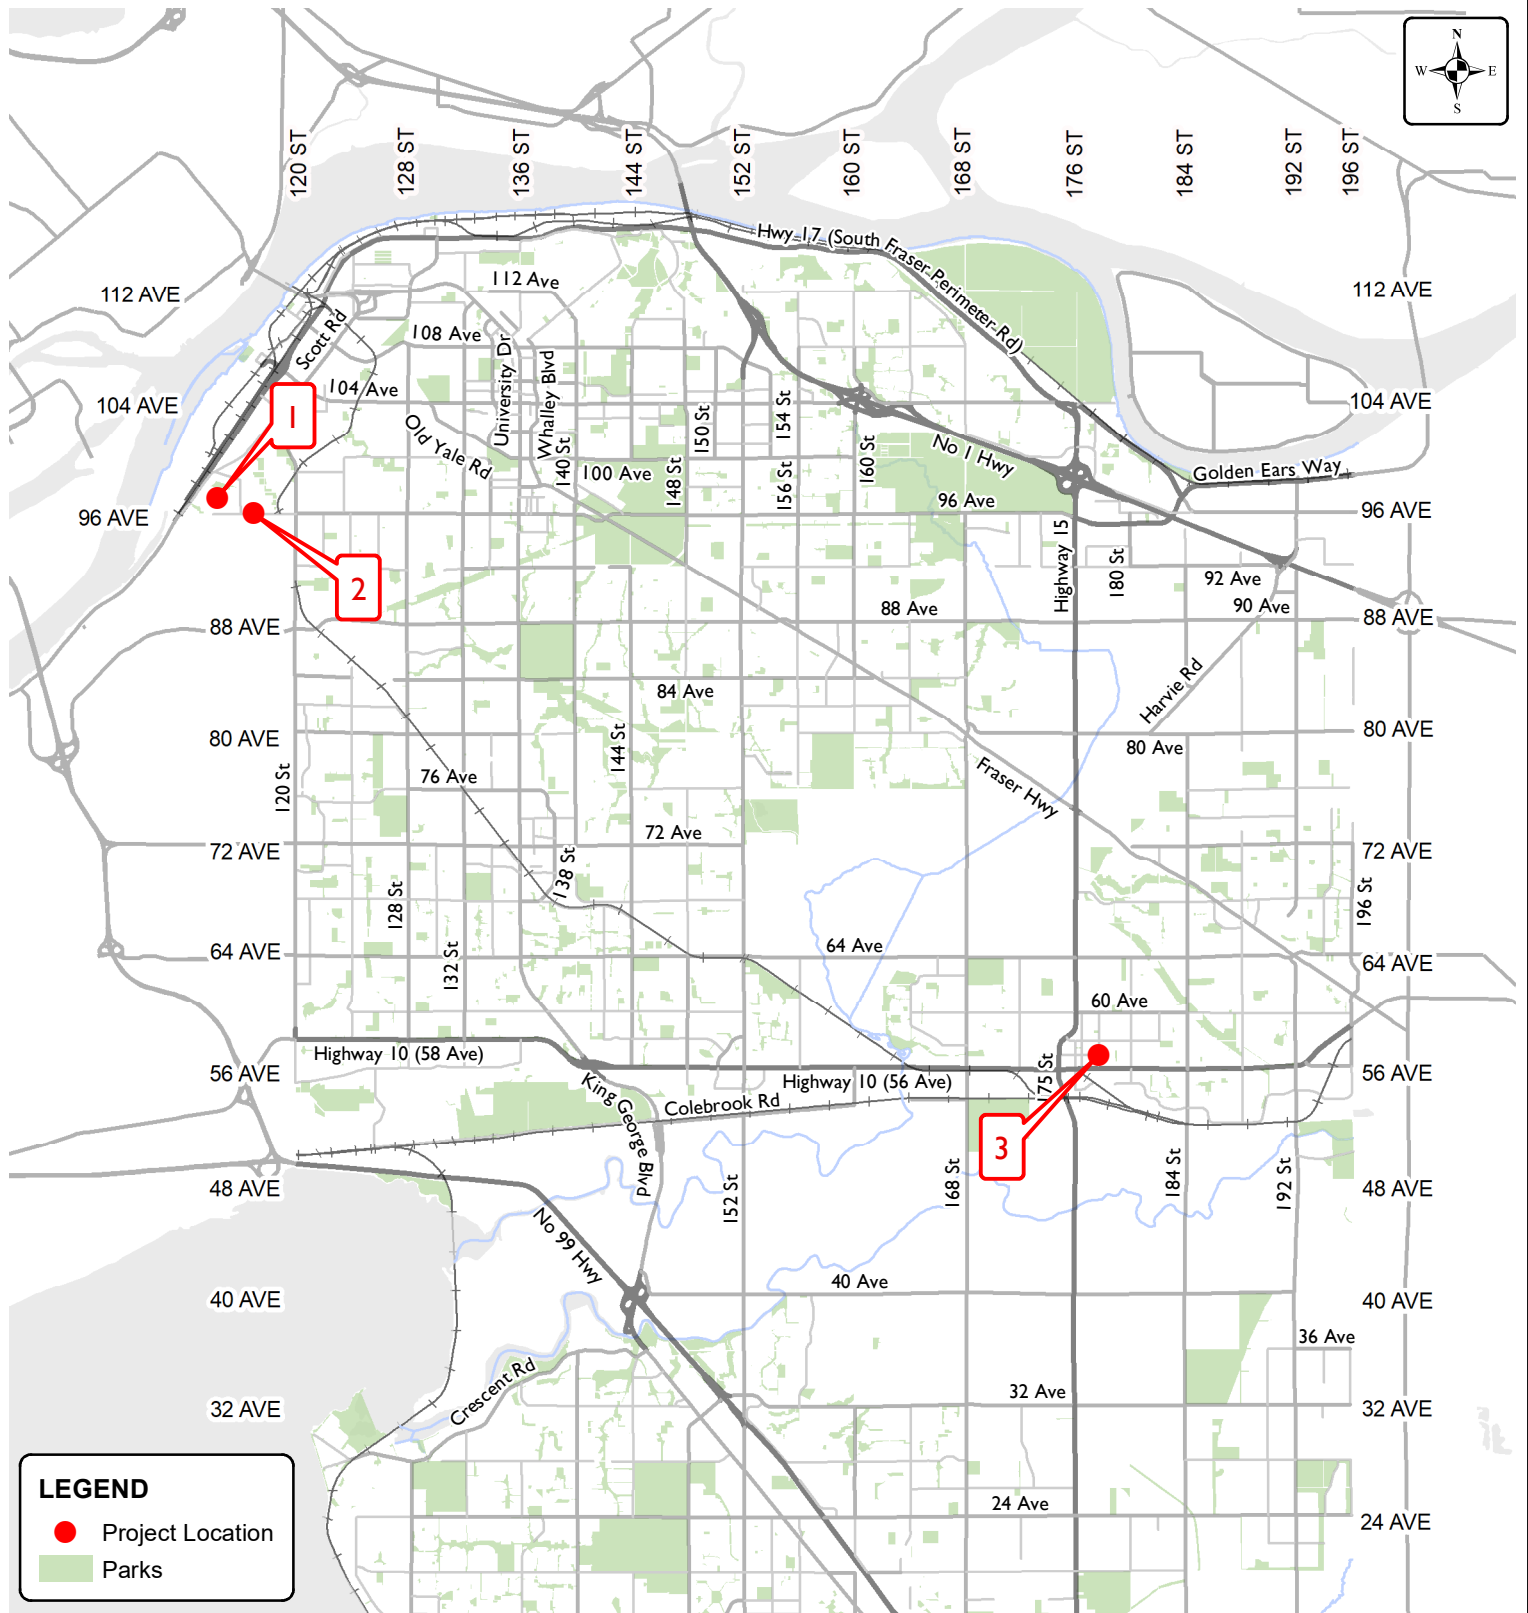 N
W
E
S
120 ST
128 ST
136 ST
144 ST
152 ST
160 ST
168 ST
176 ST
184 ST
192 ST
196 ST
Hwy 17 (South Fraser Perimeter Rd)
112 AVE
112 Ave
112 AVE
Scott Rd
108 Ave
University Dr
Whalley Blvd
104 AVE
104 Ave
104 AVE
1
Old Yale Rd
140 St
100 Ave
148 St
150 St
154 St
156 St
160 St
No 1 Hwy
Golden Ears Way
96 AVE
96 Ave
96 AVE
2
Highway 15
180 St
92 Ave
90 Ave
88 AVE
88 Ave
88 AVE
84 Ave
Harvie Rd
80 AVE
144 St
80 Ave
80 AVE
120 St
76 Ave
Fraser Hwy
72 AVE
72 Ave
72 AVE
138 St
128 St
196 St
132 St
64 AVE
64 Ave
64 AVE
60 Ave
Highway 10 (58 Ave)
56 AVE
King George Blvd
Highway 10 (56 Ave)
175 St
56 AVE
Colebrook Rd
3
48 AVE
152 St
168 St
184 St
192 St
48 AVE
No 99 Hwy
40 AVE
40 Ave
40 AVE
36 Ave
Crescent Rd
32 AVE
32 Ave
32 AVE
24 Ave
24 AVE
LEGEND
Project Location
Parks